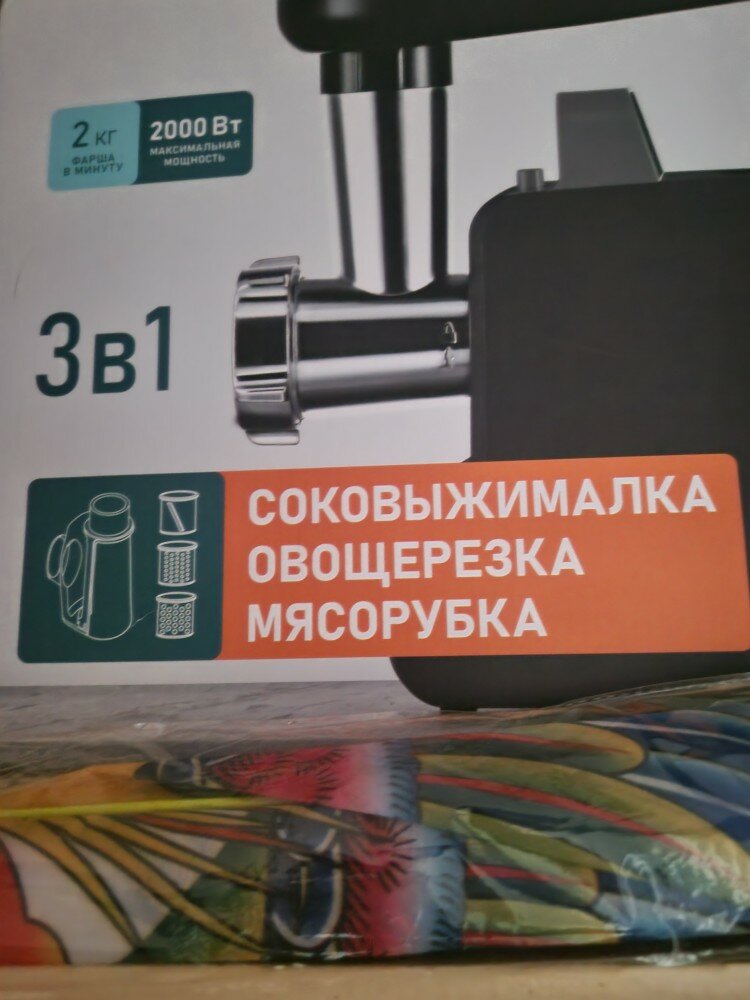 2 кг
ФАРША
В МИНУТУ
2000 Вт
МАКСИМАЛЬНАЯ
МОЩНОСТЬ
3в1
СОКОВЫЖИМАЛКА
ОВОЩЕРЕЗКА
МЯСОРУБКА